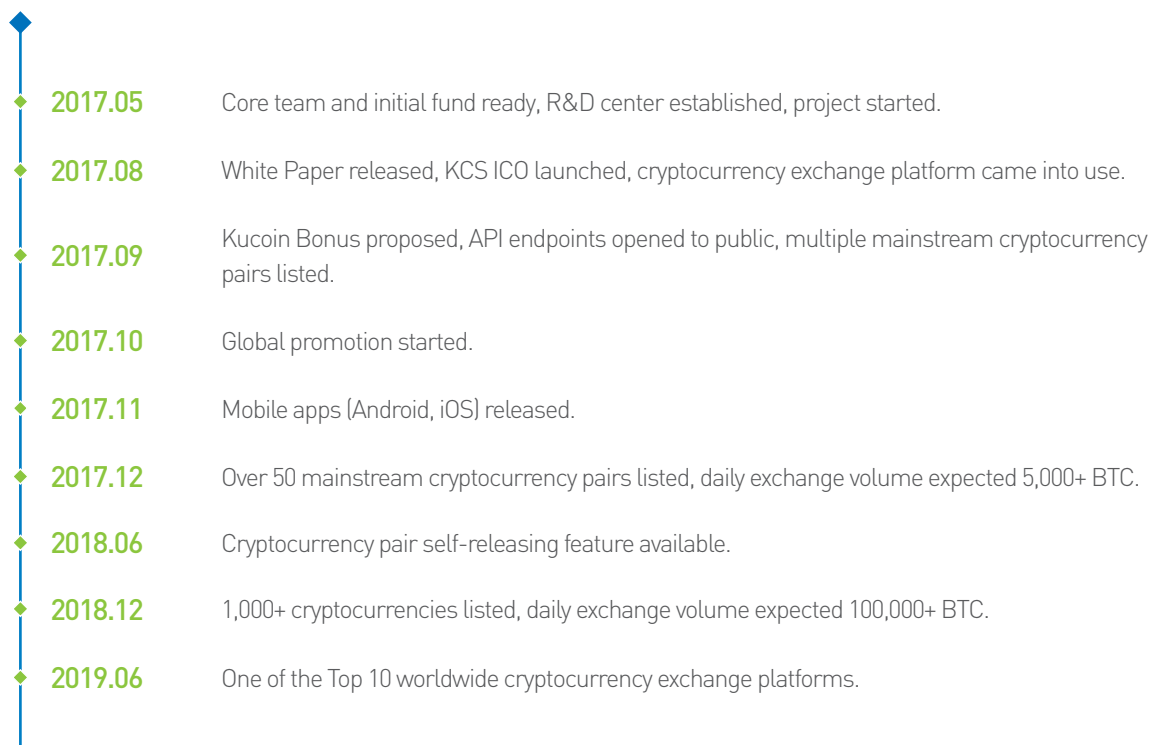 2017.05 Core team and initial fund ready, R&D center established, project started.
2017.08 White Paper released, KCS ICO launched, cryptocurrency exchange platform came into use.
2017.09 Kucoin Bonus proposed, API endpoints opened to public, multiple mainstream cryptocurrency
pairs listed.
2017.10 Global promotion started.
2017.11 Mobile apps (Android, iOS) released.
2017.12 Over 50 mainstream cryptocurrency pairs listed, daily exchange volume expected 5,000+ BTC.
2018.06 Cryptocurrency pair self-releasing feature available.
2018.12 1,000+ cryptocurrencies listed, daily exchange volume expected 100,000+ BTC.
2019.06 One of the Top 10 worldwide cryptocurrency exchange platforms.